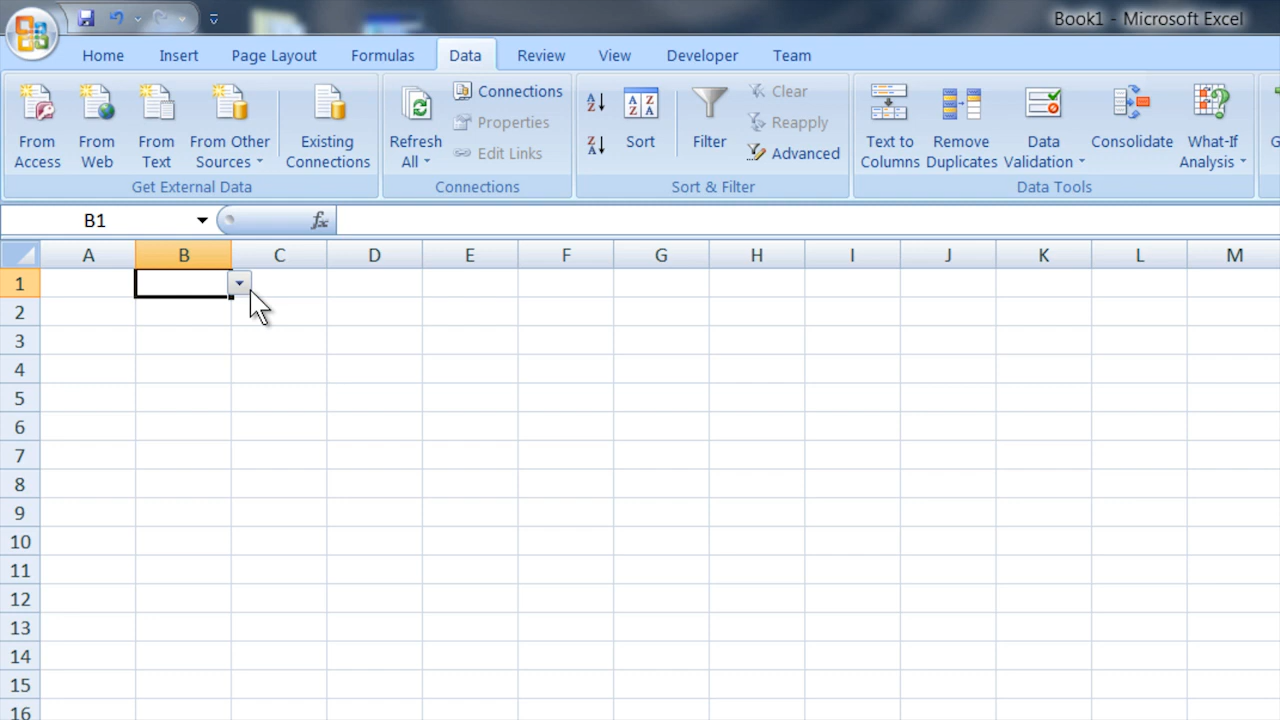 Book1 - Microsoft Excel
Home Insert Page Layout Formulas Data Review View Developer Team
From Access
From Web
From Text
From Other Sources
Existing Connections
Get External Data
Refresh All
Connections
Properties
Edit Links
Connections
Sort
Filter
Clear
Reapply
Advanced
Sort & Filter
Text to Columns
Remove Duplicates
Data Validation
Consolidate
What-If Analysis
Data Tools
B1 fx
A B C D E F G H I J K L M
1
2
3
4
5
6
7
8
9
10
11
12
13
14
15
16